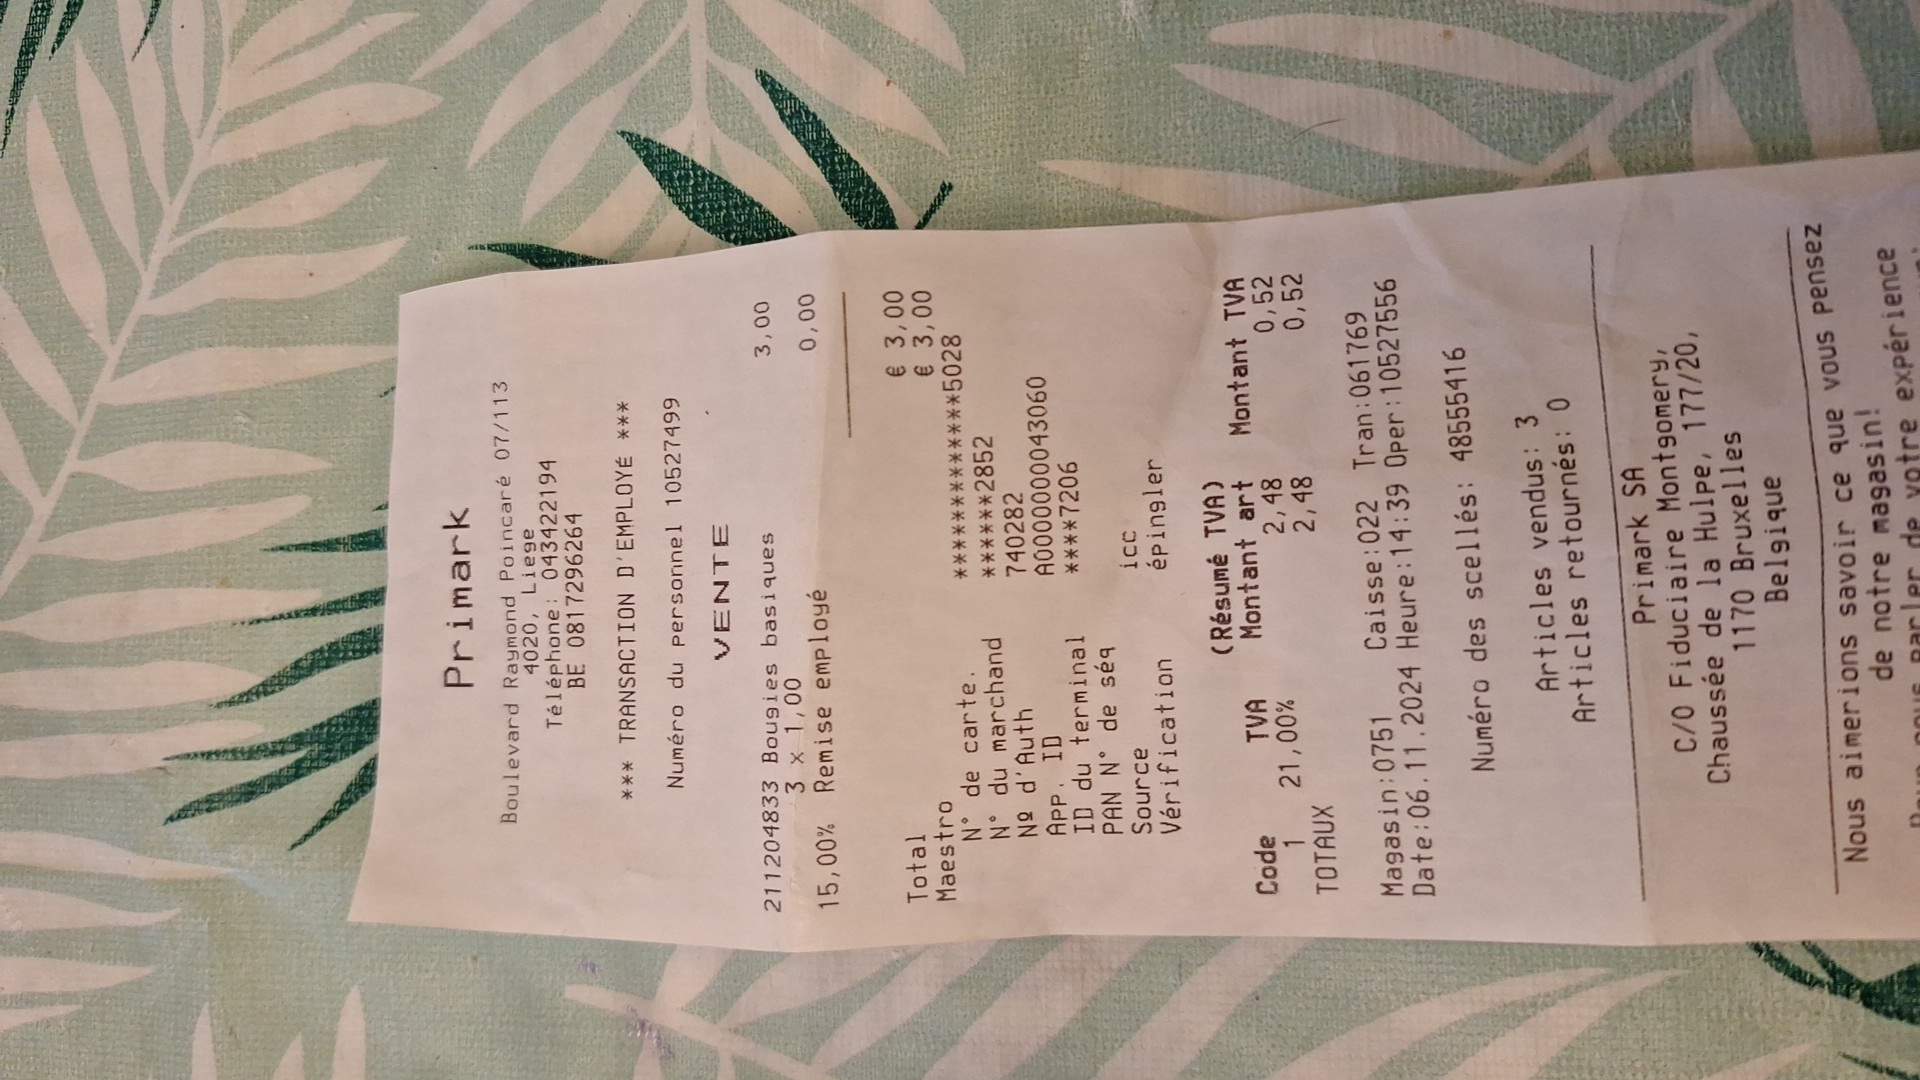 Primark
Boulevard Raymond Poincaré 07/113
4020, Liege
Téléphone: 043422194
BE 0817296264
*** TRANSACTION D'EMPLOYÉ ***
Numéro du personnel 10527499
VENTE
211204833 Bougies basiques 3,00
3 x 1,00
15,00% Remise employé 0,00
Total € 3,00
Maestro € 3,00
N° de carte. ***************5028
N° du marchand ******2852
Nº d'Auth 740282
APP. ID A0000000043060
ID du terminal ****7206
PAN N° de séq
Source icc
Vérification épingler
(Résumé TVA)
Code TVA Montant art Montant TVA
1 21,00% 2,48 0,52
TOTAUX 2,48 0,52
Magasin:0751 Caisse:022 Tran:061769
Date:06.11.2024 Heure:14:39 Oper:10527556
Numéro des scellés: 48555416
Articles vendus: 3
Articles retournés: 0
Primark SA
C/O Fiduciaire Montgomery,
Chaussée de la Hulpe, 177/20,
1170 Bruxelles
Belgique
Nous aimerions savoir ce que vous pensez
de notre magasin!
nous parler de votre expérience